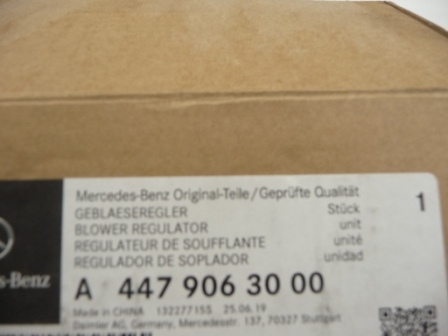 Mercedes-Benz Original-Teile/Geprüfte Qualität
GEBLAESEREGLER Stück 1
BLOWER REGULATOR unit
REGULATEUR DE SOUFFLANTE unité
REGULADOR DE SOPLADOR unidad
s-Benz
A 447 906 30 00
Made in CHINA 132277155 25.06.19
Daimler AG, Germany, Mercedesstr. 137, 70327 Stuttgart